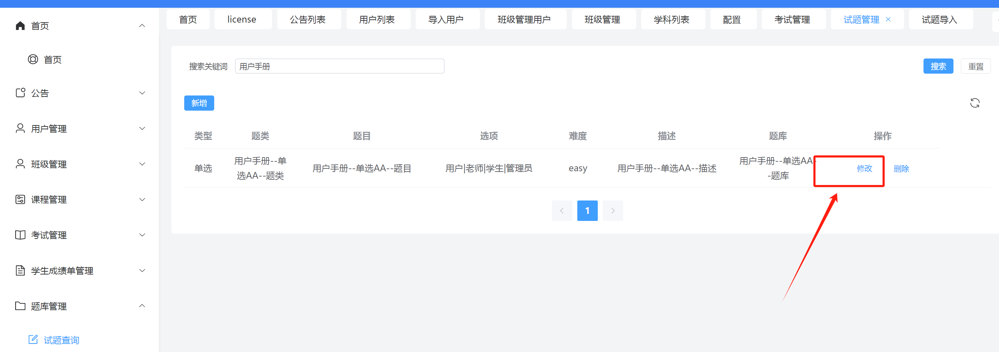 首页
首页
公告
用户管理
班级管理
课程管理
考试管理
学生成绩单管理
题库管理
试题查询
首页 license 公告列表 用户列表 导入用户 班级管理用户 班级管理 学科列表 配置 考试管理 试题管理 × 试题导入
搜索关键词 用户手册 搜索 重置
新增
类型 题类 题目 选项 难度 描述 题库 操作
单选 用户手册--单 用户手册--单选AA--题目 用户|老师|学生|管理员 easy 用户手册--单选AA--描述 用户手册--单选AA- 修改 删除
选AA--题类 -题库
1